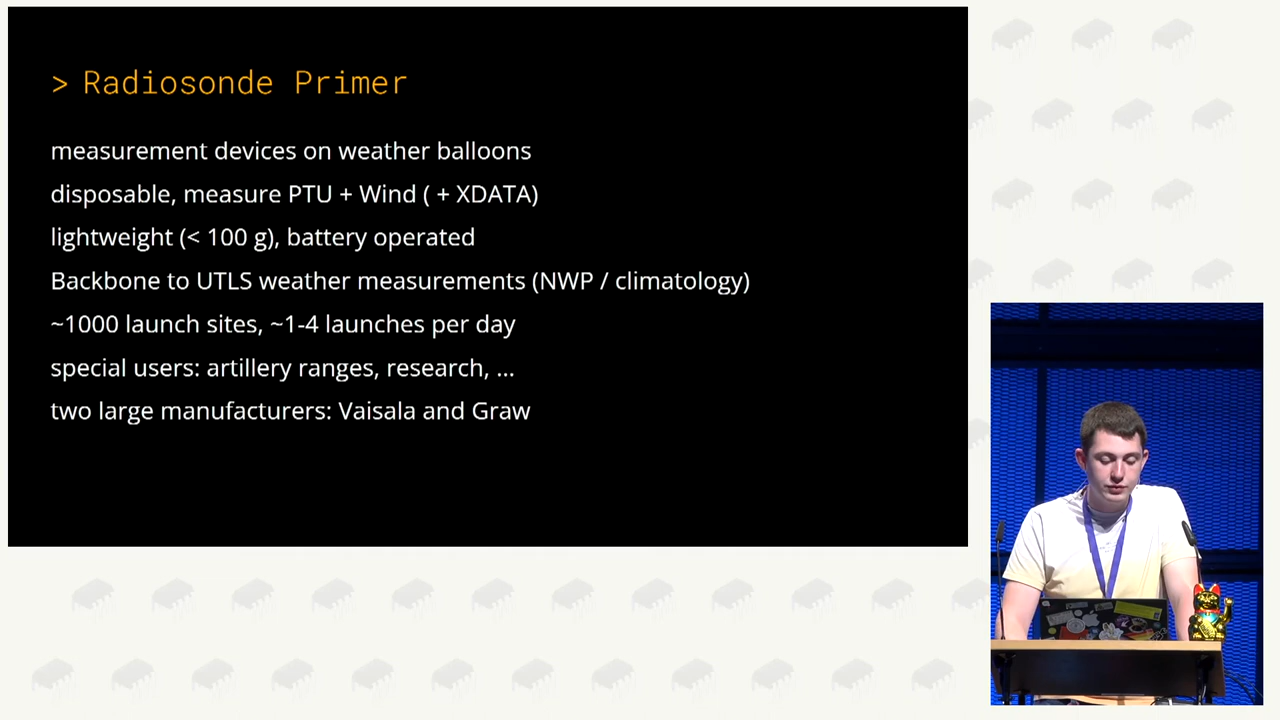 > Radiosonde Primer
measurement devices on weather balloons
disposable, measure PTU + Wind ( + XDATA)
lightweight (< 100 g), battery operated
Backbone to UTLS weather measurements (NWP / climatology)
~1000 launch sites, ~1-4 launches per day
special users: artillery ranges, research, ...
two large manufacturers: Vaisala and Graw